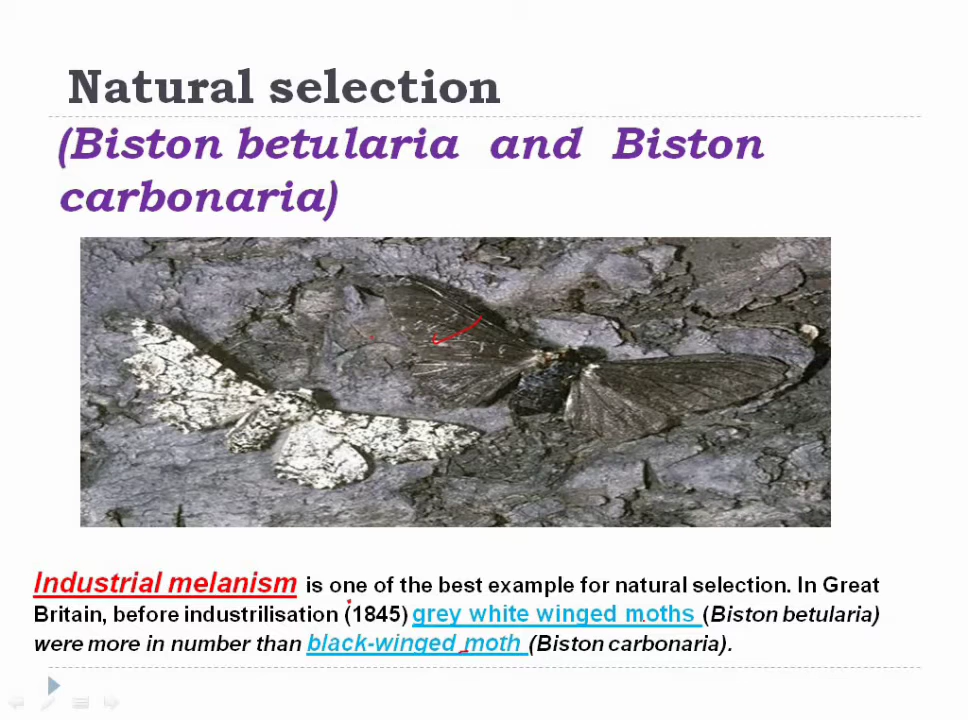 Natural selection
(Biston betularia and Biston
carbonaria)
Industrial melanism is one of the best example for natural selection. In Great
Britain, before industrilisation (1845) grey white winged moths (Biston betularia)
were more in number than black-winged moth (Biston carbonaria).